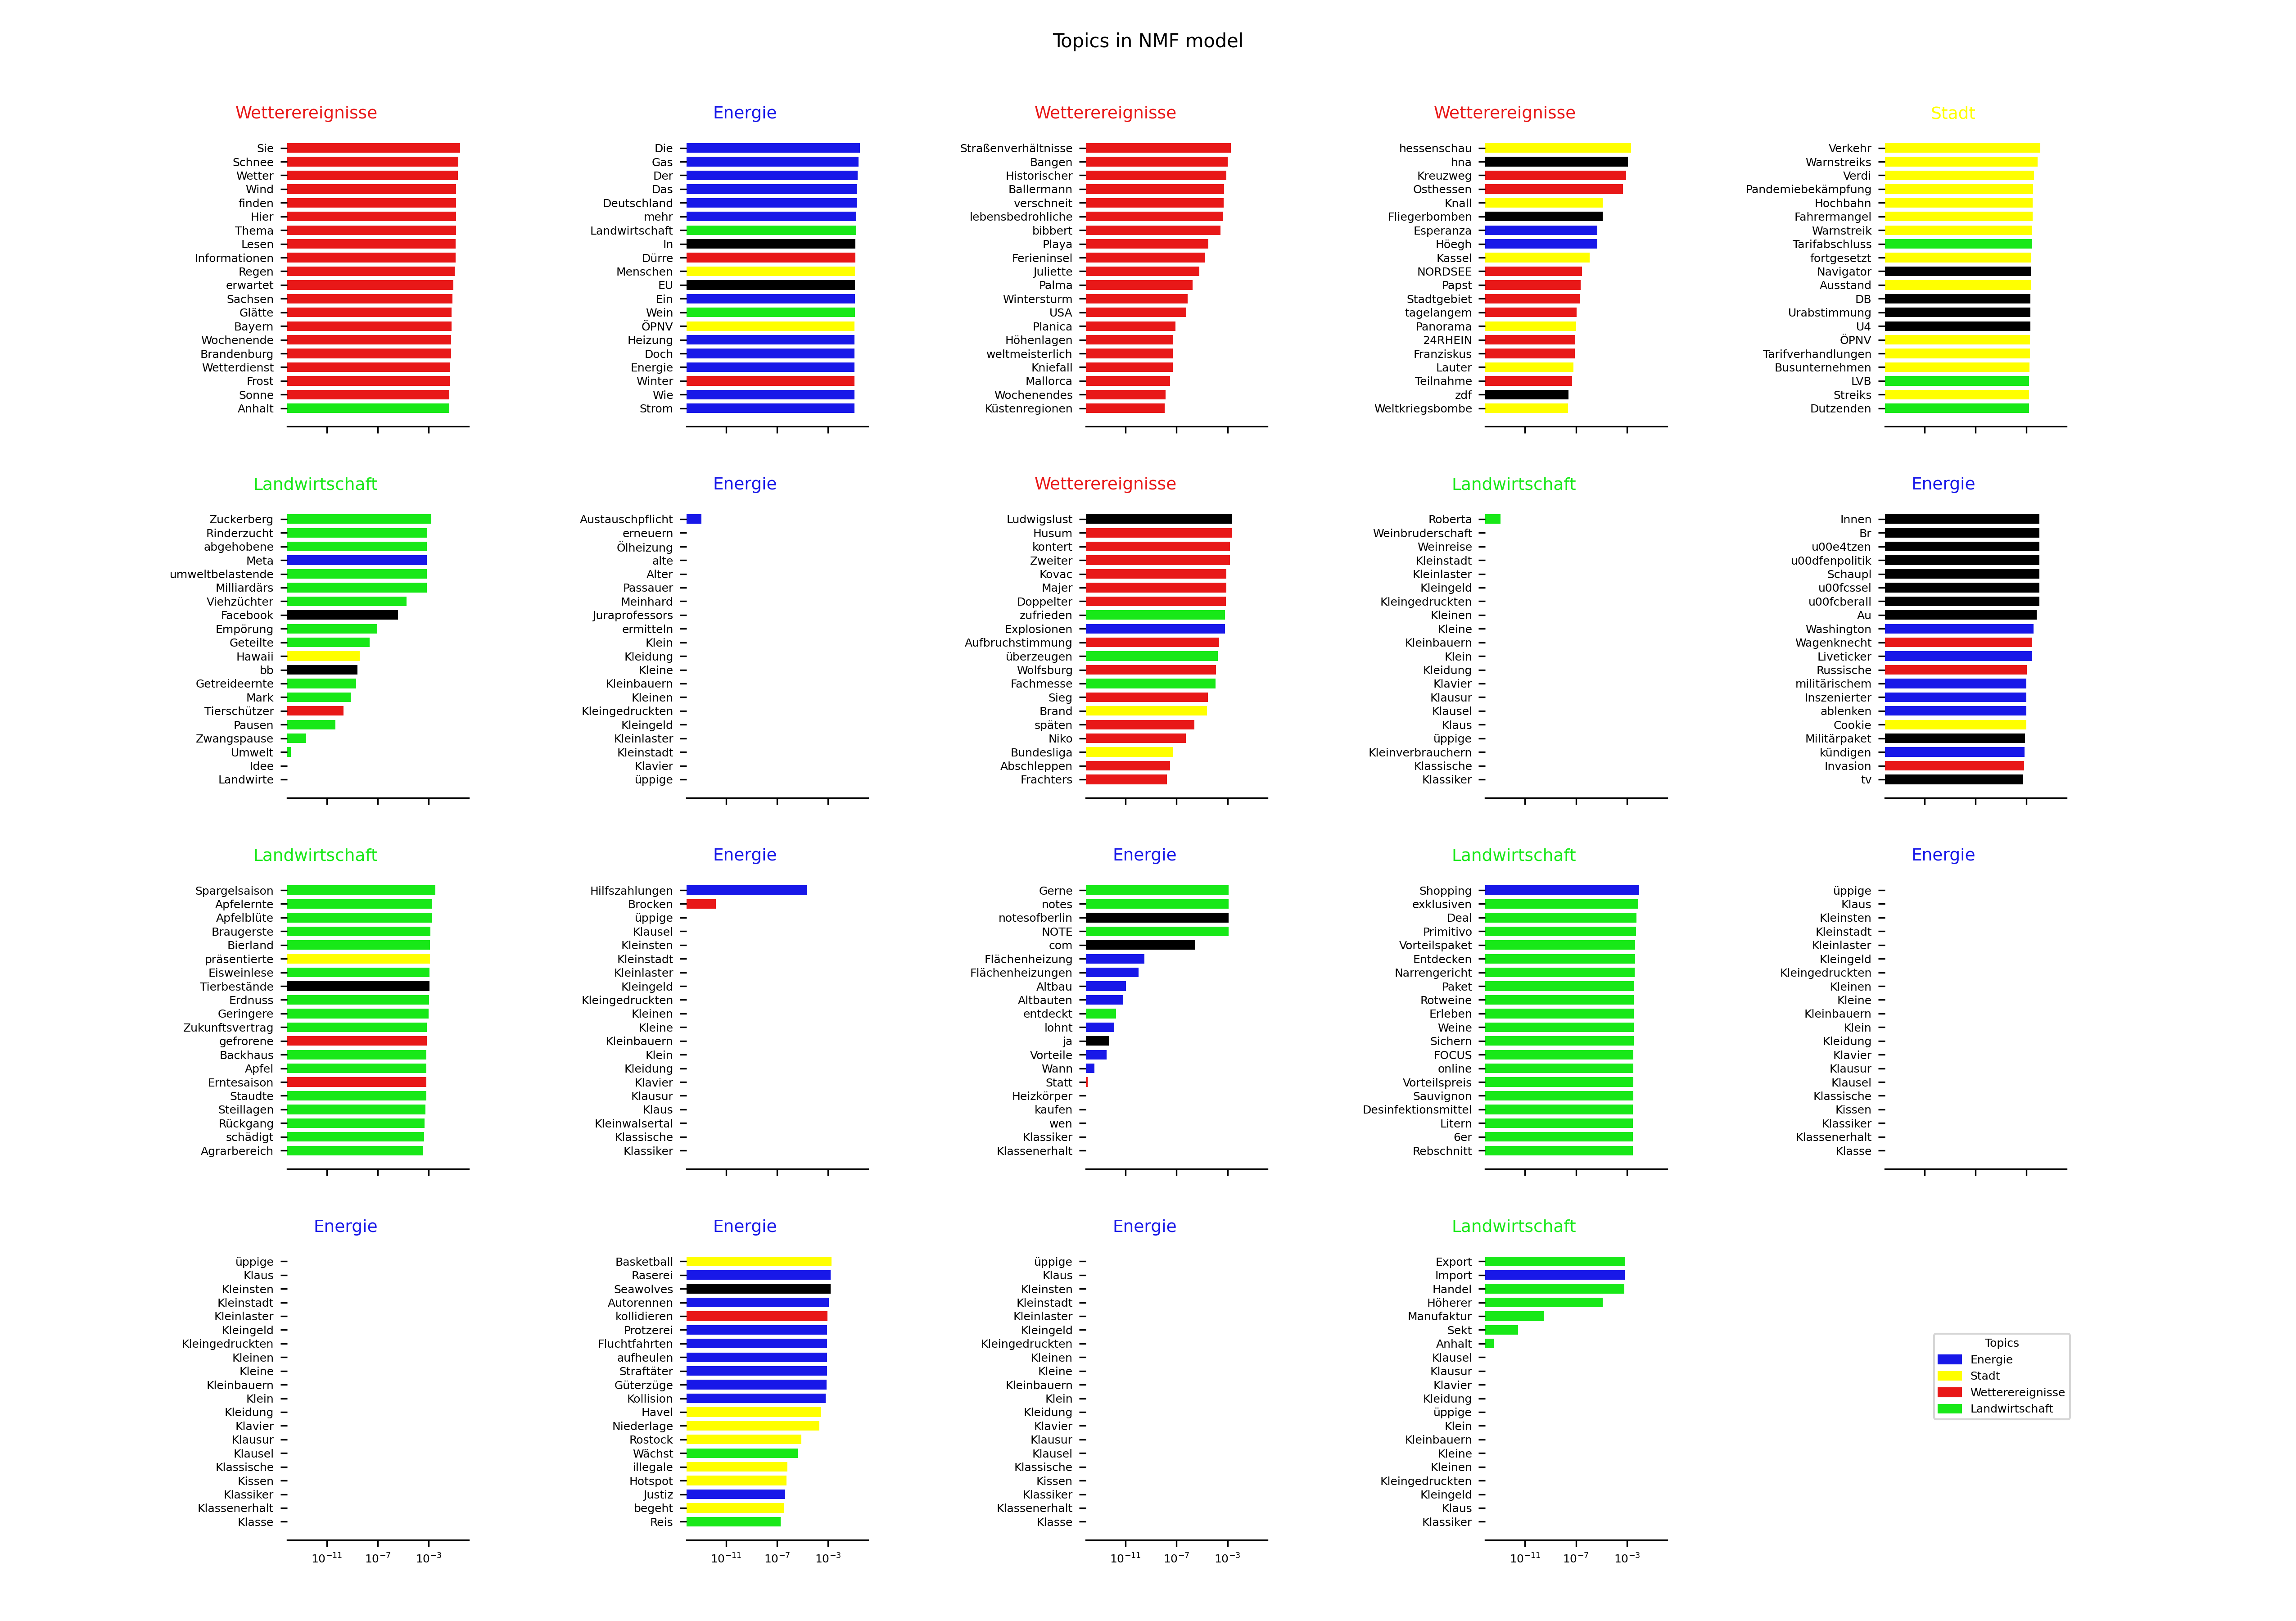 Topics in NMF model
Wetterereignisse
Sie
Schnee
Wetter
Wind
finden
Hier
Thema
Lesen
Informationen
Regen
erwartet
Sachsen
Glätte
Bayern
Wochenende
Brandenburg
Wetterdienst
Frost
Sonne
Anhalt
Energie
Die
Gas
Der
Das
Deutschland
mehr
Landwirtschaft
In
Dürre
Menschen
EU
Ein
Wein
ÖPNV
Heizung
Doch
Energie
Winter
Wie
Strom
Wetterereignisse
Straßenverhältnisse
Bangen
Historischer
Ballermann
verschneit
lebensbedrohliche
bibbert
Playa
Ferieninsel
Juliette
Palma
Wintersturm
USA
Planica
Höhenlagen
weltmeisterlich
Kniefall
Mallorca
Wochenendes
Küstenregionen
Wetterereignisse
hessenschau
hna
Kreuzweg
Osthessen
Knall
Fliegerbomben
Esperanza
Höegh
Kassel
NORDSEE
Papst
Stadtgebiet
tagelangem
Panorama
24RHEIN
Franziskus
Lauter
Teilnahme
zdf
Weltkriegsbombe
Stadt
Verkehr
Warnstreiks
Verdi
Pandemiebekämpfung
Hochbahn
Fahrermangel
Warnstreik
Tarifabschluss
fortgesetzt
Navigator
Ausstand
DB
Urabstimmung
U4
ÖPNV
Tarifverhandlungen
Busunternehmen
LVB
Streiks
Dutzenden
Landwirtschaft
Zuckerberg
Rinderzucht
abgehobene
Meta
umweltbelastende
Milliardärs
Viehzüchter
Facebook
Empörung
Geteilte
Hawaii
bb
Getreideernte
Mark
Tierschützer
Pausen
Zwangspause
Umwelt
Idee
Landwirte
Energie
Austauschpflicht
erneuern
Ölheizung
alte
Alter
Passauer
Meinhard
Juraprofessors
ermitteln
Klein
Kleidung
Kleine
Kleinbauern
Kleinen
Kleingedruckten
Kleingeld
Kleinlaster
Kleinstadt
Klavier
üppige
Wetterereignisse
Ludwigslust
Husum
kontert
Zweiter
Kovac
Majer
Doppelter
zufrieden
Explosionen
Aufbruchstimmung
überzeugen
Wolfsburg
Fachmesse
Sieg
Brand
späten
Niko
Bundesliga
Abschleppen
Frachters
Landwirtschaft
Roberta
Weinbruderschaft
Weinreise
Kleinstadt
Kleinlaster
Kleingeld
Kleingedruckten
Kleinen
Kleine
Kleinbauern
Klein
Kleidung
Klavier
Klausur
Klausel
Klaus
üppige
Kleinverbrauchern
Klassische
Klassiker
Energie
Innen
Br
u00e4tzen
u00dfenpolitik
Schaupl
u00fcssel
u00fcberall
Au
Washington
Wagenknecht
Liveticker
Russische
militärischem
Inszenierter
ablenken
Cookie
Militärpaket
kündigen
Invasion
tv
Landwirtschaft
Spargelsaison
Apfelernte
Apfelblüte
Braugerste
Bierland
präsentierte
Eisweinlese
Tierbestände
Erdnuss
Geringere
Zukunftsvertrag
gefrorene
Backhaus
Apfel
Erntesaison
Staudte
Steillagen
Rückgang
schädigt
Agrarbereich
Energie
Hilfszahlungen
Brocken
üppige
Klausel
Kleinsten
Kleinstadt
Kleinlaster
Kleingeld
Kleingedruckten
Kleinen
Kleine
Kleinbauern
Klein
Kleidung
Klavier
Klausur
Klaus
Kleinwalsertal
Klassische
Klassiker
Energie
Gerne
notes
notesofberlin
NOTE
com
Flächenheizung
Flächenheizungen
Altbau
Altbauten
entdeckt
lohnt
ja
Vorteile
Wann
Statt
Heizkörper
kaufen
wen
Klassiker
Klassenerhalt
Landwirtschaft
Shopping
exklusiven
Deal
Primitivo
Vorteilspaket
Entdecken
Narrengericht
Paket
Rotweine
Erleben
Weine
Sichern
FOCUS
online
Vorteilspreis
Sauvignon
Desinfektionsmittel
Litern
6er
Rebschnitt
Energie
üppige
Klaus
Kleinsten
Kleinstadt
Kleinlaster
Kleingeld
Kleingedruckten
Kleinen
Kleine
Kleinbauern
Klein
Kleidung
Klavier
Klausur
Klausel
Klassische
Kissen
Klassiker
Klassenerhalt
Klasse
Energie
üppige
Klaus
Kleinsten
Kleinstadt
Kleinlaster
Kleingeld
Kleingedruckten
Kleinen
Kleine
Kleinbauern
Klein
Kleidung
Klavier
Klausur
Klausel
Klassische
Kissen
Klassiker
Klassenerhalt
Klasse
10⁻¹¹ 10⁻⁷ 10⁻³
Energie
Basketball
Raserei
Seawolves
Autorennen
kollidieren
Protzerei
Fluchtfahrten
aufheulen
Straftäter
Güterzüge
Kollision
Havel
Niederlage
Rostock
Wächst
illegale
Hotspot
Justiz
begeht
Reis
10⁻¹¹ 10⁻⁷ 10⁻³
Energie
üppige
Klaus
Kleinsten
Kleinstadt
Kleinlaster
Kleingeld
Kleingedruckten
Kleinen
Kleine
Kleinbauern
Klein
Kleidung
Klavier
Klausur
Klausel
Klassische
Kissen
Klassiker
Klassenerhalt
Klasse
10⁻¹¹ 10⁻⁷ 10⁻³
Landwirtschaft
Export
Import
Handel
Höherer
Manufaktur
Sekt
Anhalt
Klausel
Klausur
Klavier
Kleidung
üppige
Klein
Kleinbauern
Kleine
Kleinen
Kleingedruckten
Kleingeld
Klaus
Klassiker
10⁻¹¹ 10⁻⁷ 10⁻³
Topics
Energie
Stadt
Wetterereignisse
Landwirtschaft